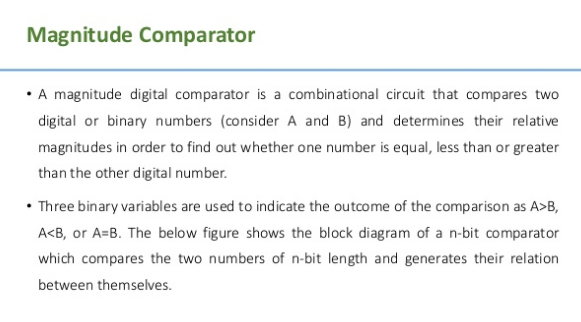 Magnitude Comparator
• A magnitude digital comparator is a combinational circuit that compares two
digital or binary numbers (consider A and B) and determines their relative
magnitudes in order to find out whether one number is equal, less than or greater
than the other digital number.
• Three binary variables are used to indicate the outcome of the comparison as A>B,
A<B, or A=B. The below figure shows the block diagram of a n-bit comparator
which compares the two numbers of n-bit length and generates their relation
between themselves.